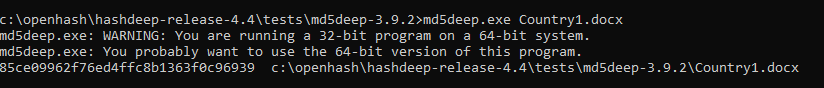 c:\openhash\hashdeep-release-4.4\tests\md5deep-3.9.2>md5deep.exe Country1.docx
md5deep.exe: WARNING: You are running a 32-bit program on a 64-bit system.
md5deep.exe: You probably want to use the 64-bit version of this program.
85ce09962f76ed4ffc8b1363f0c96939  c:\openhash\hashdeep-release-4.4\tests\md5deep-3.9.2\Country1.docx